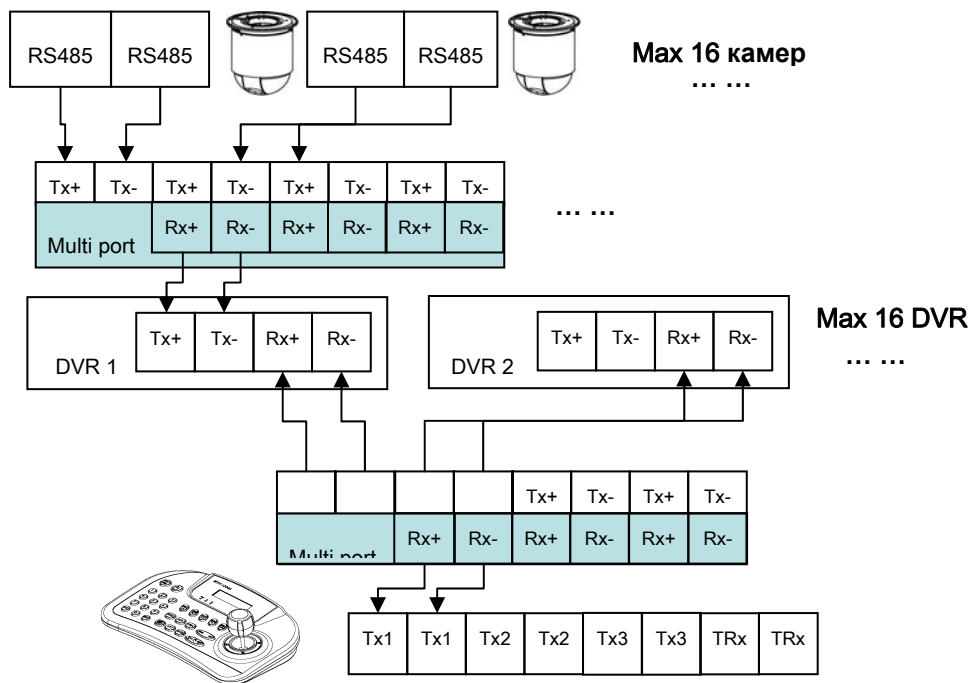 RS485 RS485 RS485 RS485 Max 16 камер
... ...
Tx+ Tx- Tx+ Tx- Tx+ Tx- Tx+ Tx-
... ...
Rx+ Rx- Rx+ Rx- Rx+ Rx-
Multi port
Max 16 DVR
Tx+ Tx- Rx+ Rx- Tx+ Tx- Rx+ Rx-
DVR 1 DVR 2
... ...
Tx+ Tx- Tx+ Tx-
Rx+ Rx- Rx+ Rx- Rx+ Rx-
Multi port
Tx1 Tx1 Tx2 Tx2 Tx3 Tx3 TRx TRx